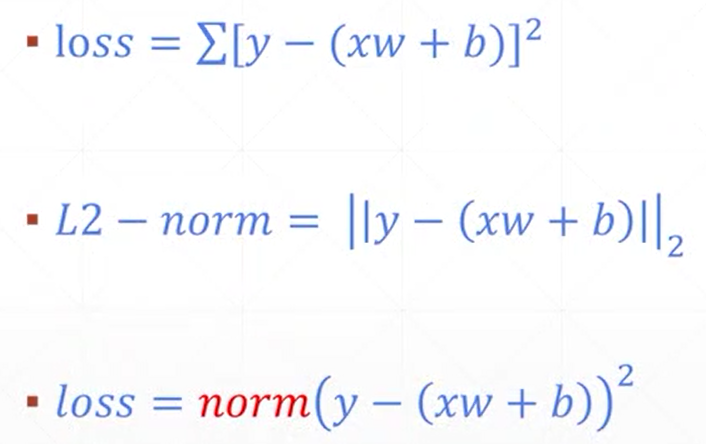 ▪ loss = ∑[y − (xw + b)]²
▪ L2 − norm = ||y − (xw + b)||₂
▪ loss = norm(y − (xw + b))²